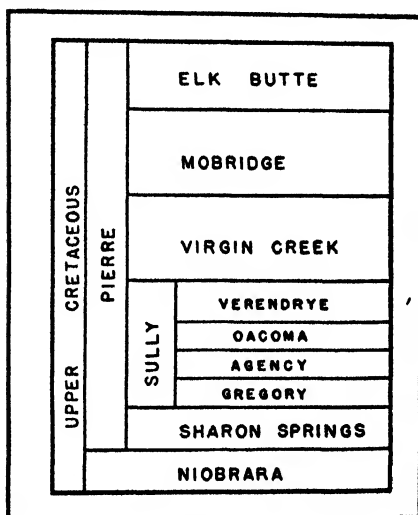 UPPER CRETACEOUS
PIERRE
ELK BUTTE
MOBRIDGE
VIRGIN CREEK
SULLY
VERENDRYE
OACOMA
AGENCY
GREGORY
SHARON SPRINGS
NIOBRARA